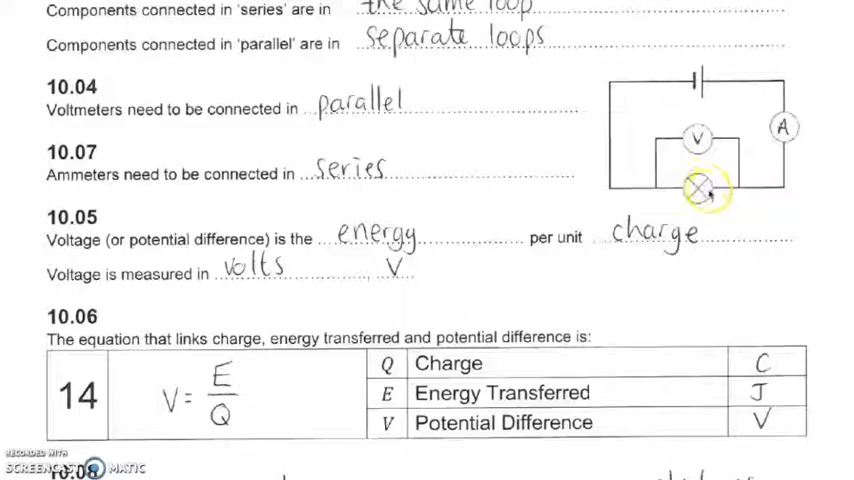 Components connected in 'series' are in the same loop
Components connected in 'parallel' are in separate loops
10.04
Voltmeters need to be connected in parallel
V
A
10.07
Ammeters need to be connected in series
10.05
Voltage (or potential difference) is the energy per unit charge
Voltage is measured in volts, V
10.06
The equation that links charge, energy transferred and potential difference is:
14 V = E/Q
Q Charge C
E Energy Transferred J
V Potential Difference V
RECORDED WITH
SCREENCAST-O-MATIC
10.08